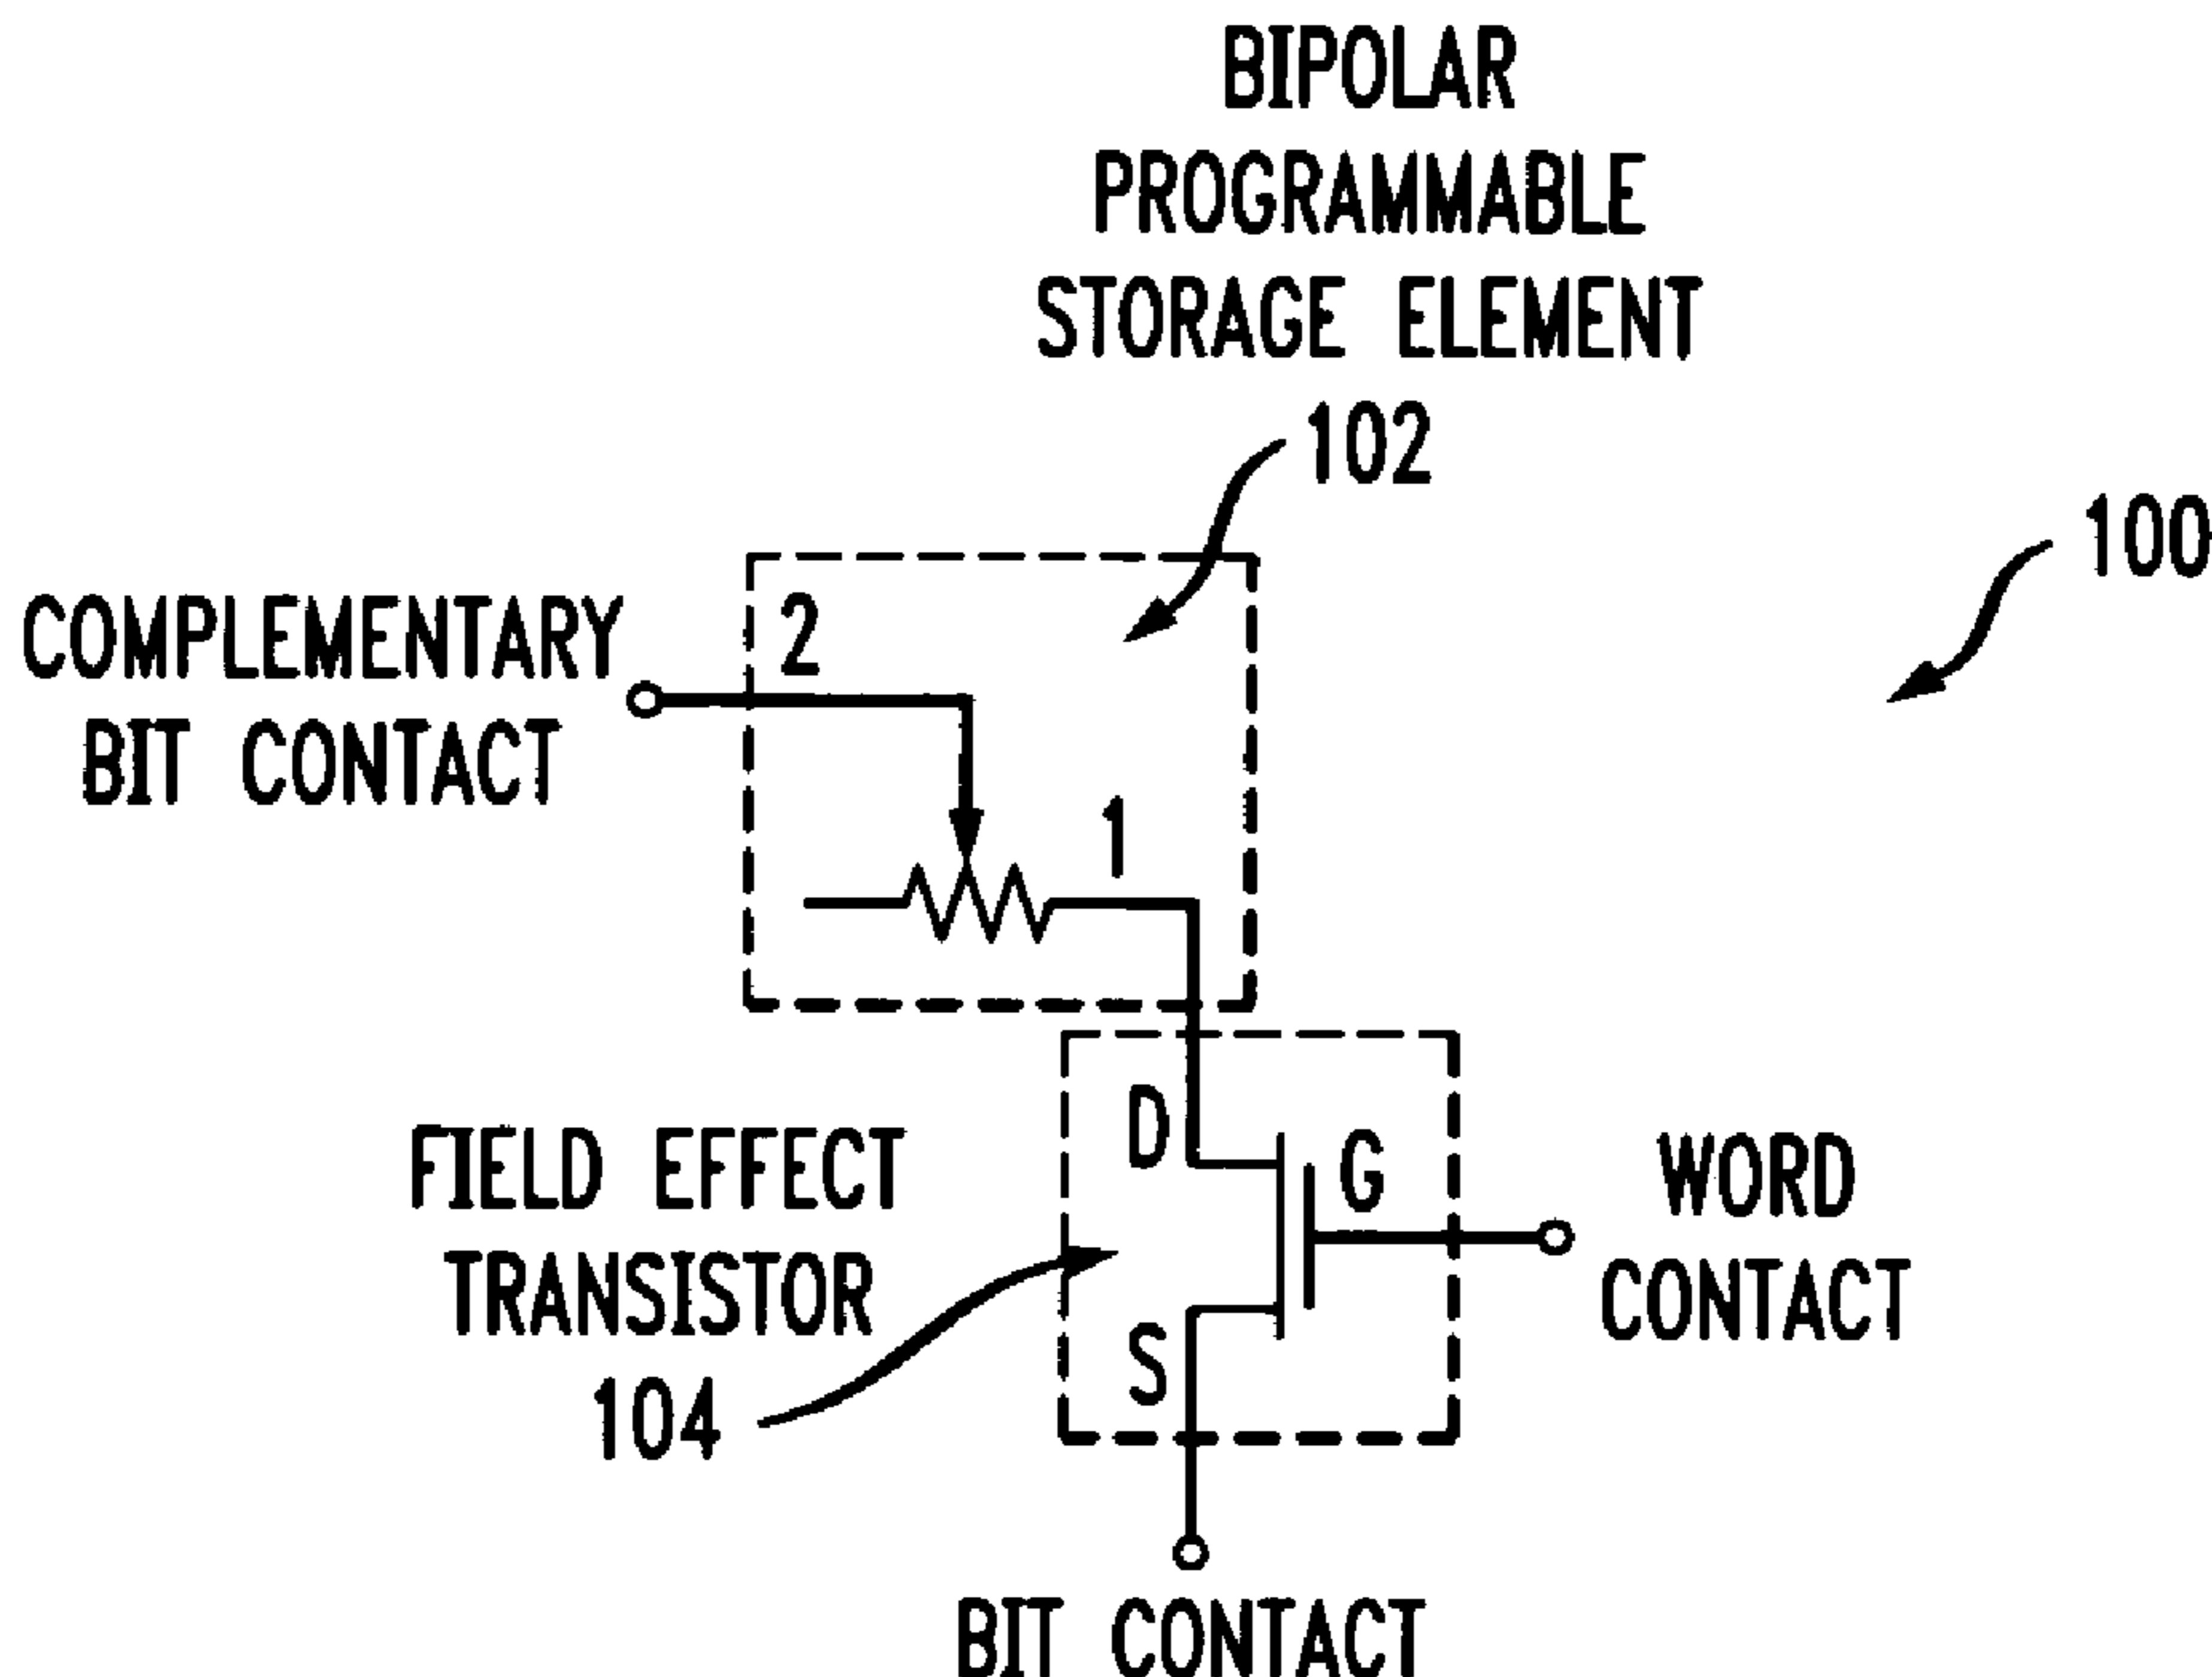 BIPOLAR
PROGRAMMABLE
STORAGE ELEMENT
102
100
COMPLEMENTARY
BIT CONTACT
2
1
FIELD EFFECT
TRANSISTOR
104
D
G
S
WORD
CONTACT
BIT CONTACT